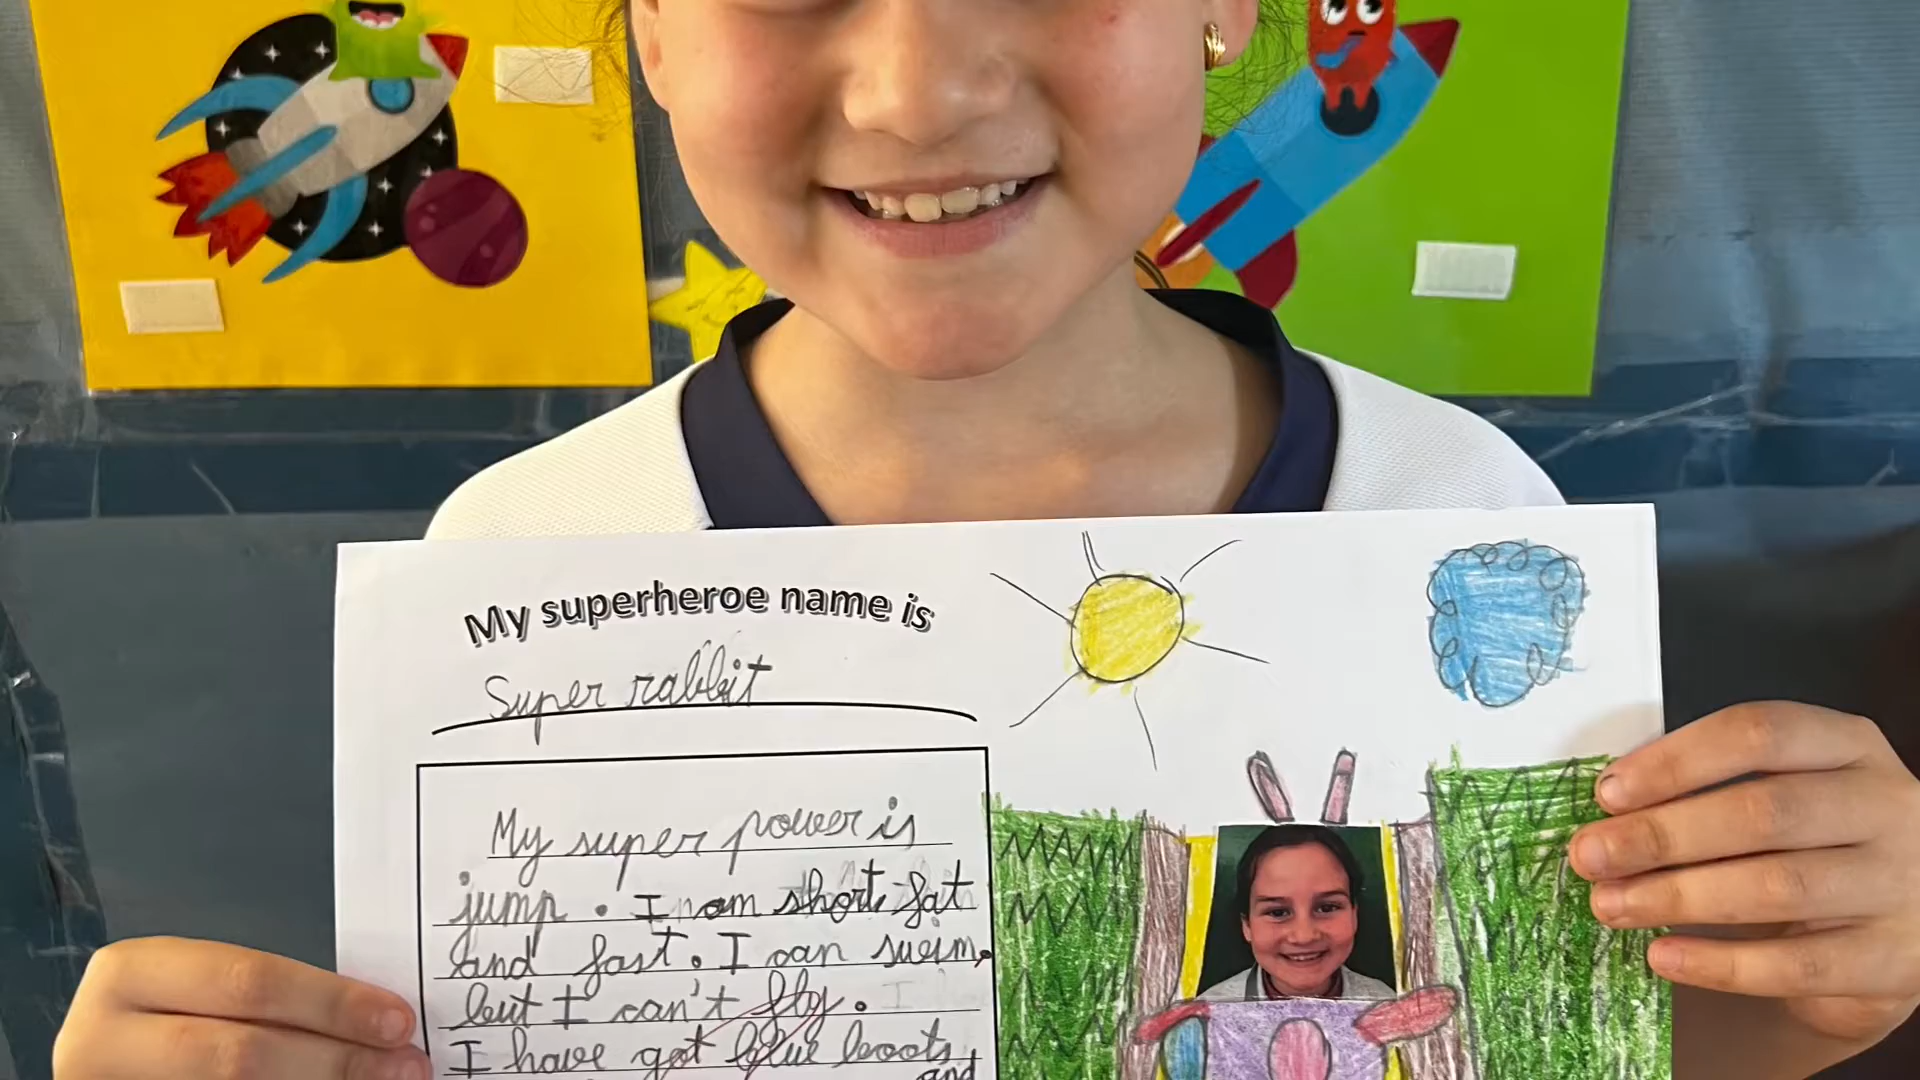 My superheroe name is
Super rabbit
My super power is
jump. I am short, fat
and fast. I can swim,
but I can't fly.
I have got blue boots,
and